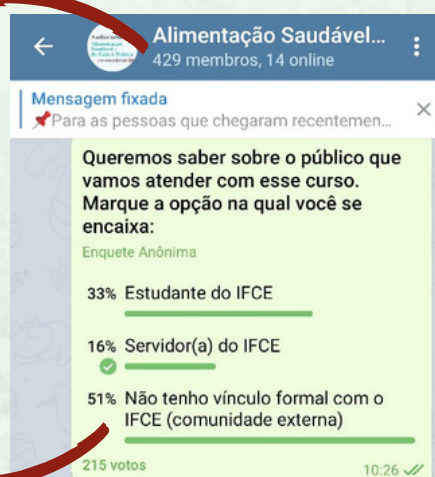 Alimentação Saudável...
429 membros, 14 online
Mensagem fixada
📌Para as pessoas que chegaram recentemen...
Queremos saber sobre o público que
vamos atender com esse curso.
Marque a opção na qual você se
encaixa:
Enquete Anônima
33% Estudante do IFCE
16% Servidor(a) do IFCE
51% Não tenho vínculo formal com o
IFCE (comunidade externa)
215 votos
10:26